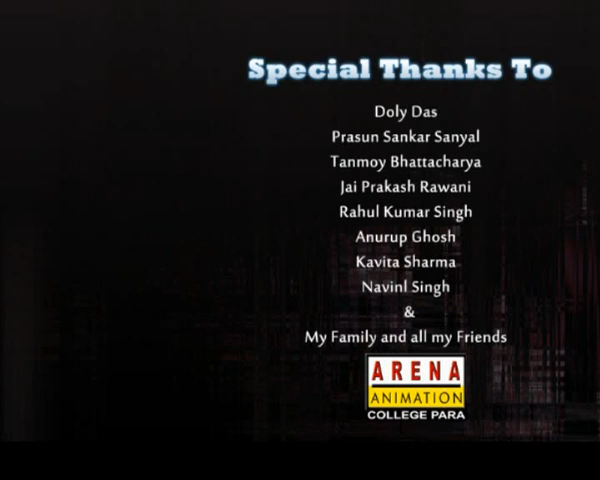 Special Thanks To
Doly Das
Prasun Sankar Sanyal
Tanmoy Bhattacharya
Jai Prakash Rawani
Rahul Kumar Singh
Anurup Ghosh
Kavita Sharma
Navinl Singh
&
My Family and all my Friends
ARENA
ANIMATION
COLLEGE PARA